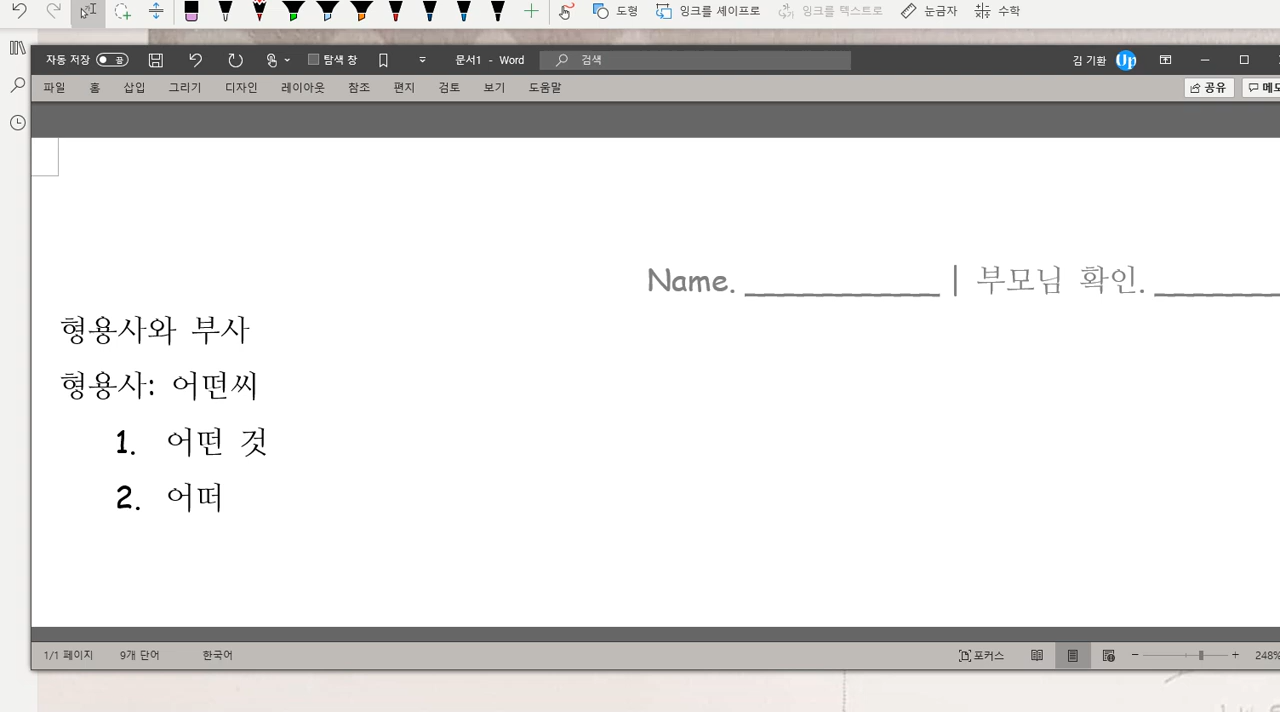 도형 잉크를 셰이프로 잉크를 텍스트로 눈금자 수학
자동 저장 끔 탐색 창 문서1 - Word 검색 김 기환 Up
파일 홈 삽입 그리기 디자인 레이아웃 참조 편지 검토 보기 도움말 공유
Name. ___________ | 부모님 확인. _______
형용사와 부사
형용사: 어떤씨
1. 어떤 것
2. 어떠
1/1 페이지 9개 단어 한국어 포커스 248%